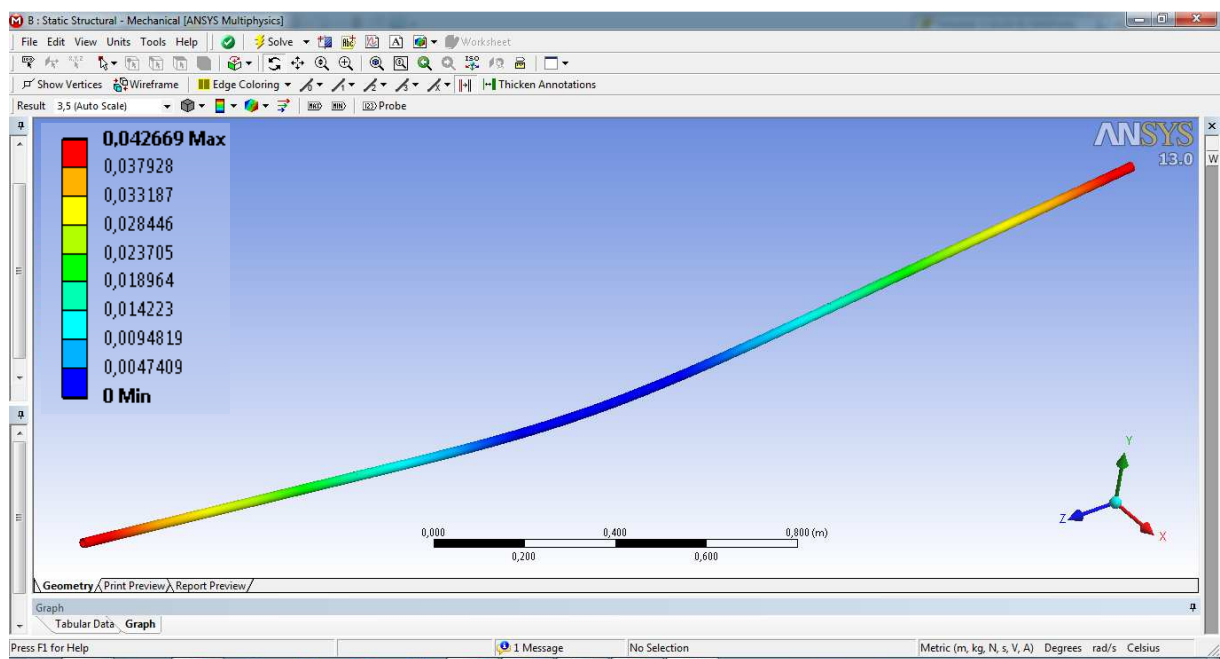 B : Static Structural - Mechanical [ANSYS Multiphysics]
File Edit View Units Tools Help Solve A Worksheet
ISO
Show Vertices Wireframe Edge Coloring Thicken Annotations
Result 3,5 (Auto Scale) MAX MIN Probe
ANSYS
13.0
W
0,042669 Max
0,037928
0,033187
0,028446
0,023705
0,018964
0,014223
0,0094819
0,0047409
0 Min
Y
Z
X
0,000 0,400 0,800 (m)
0,200 0,600
Geometry Print Preview Report Preview
Graph
Tabular Data Graph
Press F1 for Help 1 Message No Selection Metric (m, kg, N, s, V, A) Degrees rad/s Celsius